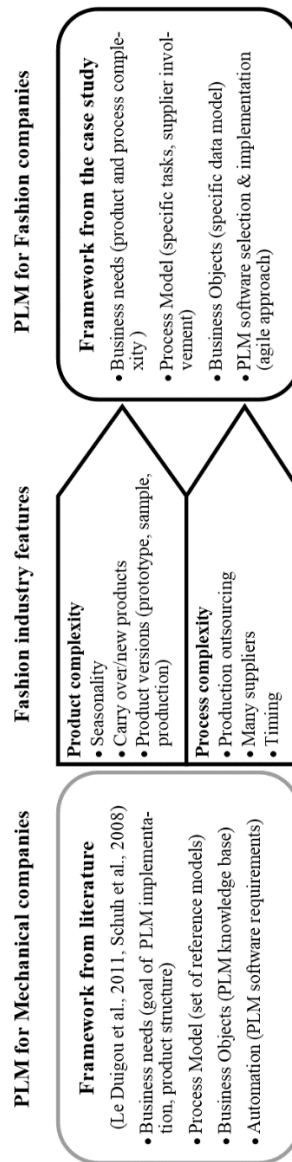 PLM for Mechanical companies
Framework from literature
(Le Duigou et al., 2011, Schuh et al., 2008)
• Business needs (goal of PLM implementa-
tion, product structure)
• Process Model (set of reference models)
• Business Objects (PLM knowledge base)
• Automation (PLM software requirements)
Fashion industry features
Product complexity
• Seasonality
• Carry over/new products
• Product versions (prototype, sample,
production)
Process complexity
• Production outsourcing
• Many suppliers
• Timing
PLM for Fashion companies
Framework from the case study
• Business needs (product and process comple-
xity )
• Process Model (specific tasks, supplier invol-
vement)
• Business Objects (specific data model)
• PLM software selection & implementation
(agile approach)